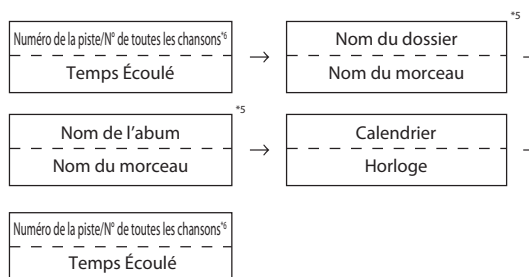 Numéro de la piste/N° de toutes les chansons*6
Temps Écoulé
→
*5
Nom du dossier
Nom du morceau
*5
Nom de l'abum
Nom du morceau
→
Calendrier
Horloge
Numéro de la piste/N° de toutes les chansons*6
Temps Écoulé